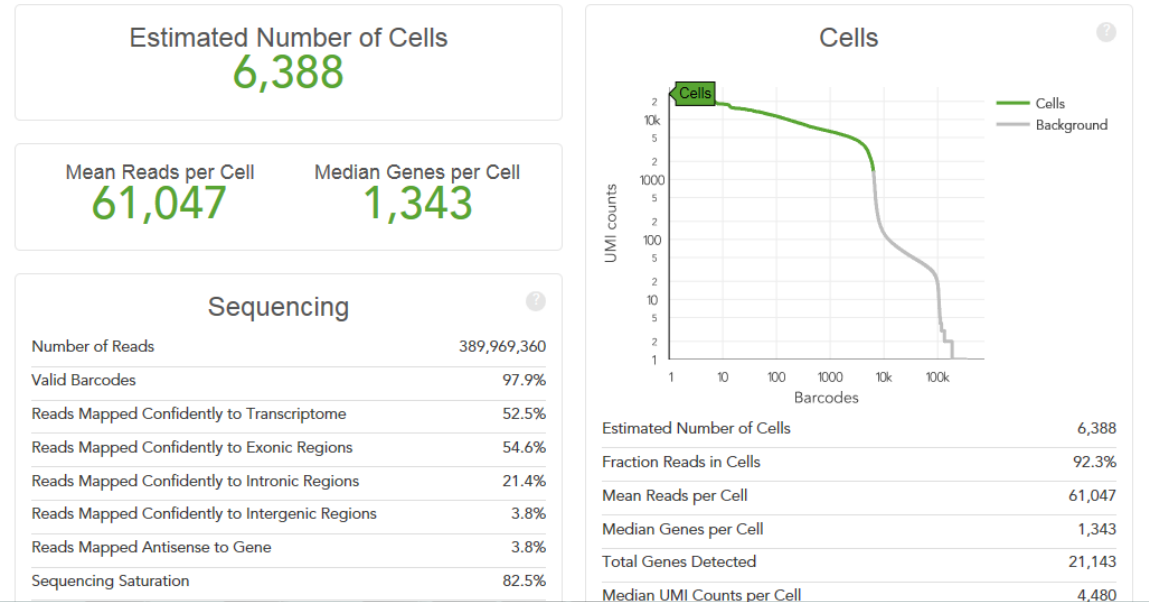 Estimated Number of Cells
6,388
Mean Reads per Cell
61,047
Median Genes per Cell
1,343
Sequencing
?
Number of Reads 389,969,360
Valid Barcodes 97.9%
Reads Mapped Confidently to Transcriptome 52.5%
Reads Mapped Confidently to Exonic Regions 54.6%
Reads Mapped Confidently to Intronic Regions 21.4%
Reads Mapped Confidently to Intergenic Regions 3.8%
Reads Mapped Antisense to Gene 3.8%
Sequencing Saturation 82.5%
Cells
?
Cells
Cells
Background
UMI counts
2
10k
5
2
1000
5
2
100
5
2
10
5
2
1
1 10 100 1000 10k 100k
Barcodes
Estimated Number of Cells 6,388
Fraction Reads in Cells 92.3%
Mean Reads per Cell 61,047
Median Genes per Cell 1,343
Total Genes Detected 21,143
Median UMI Counts per Cell 4,480